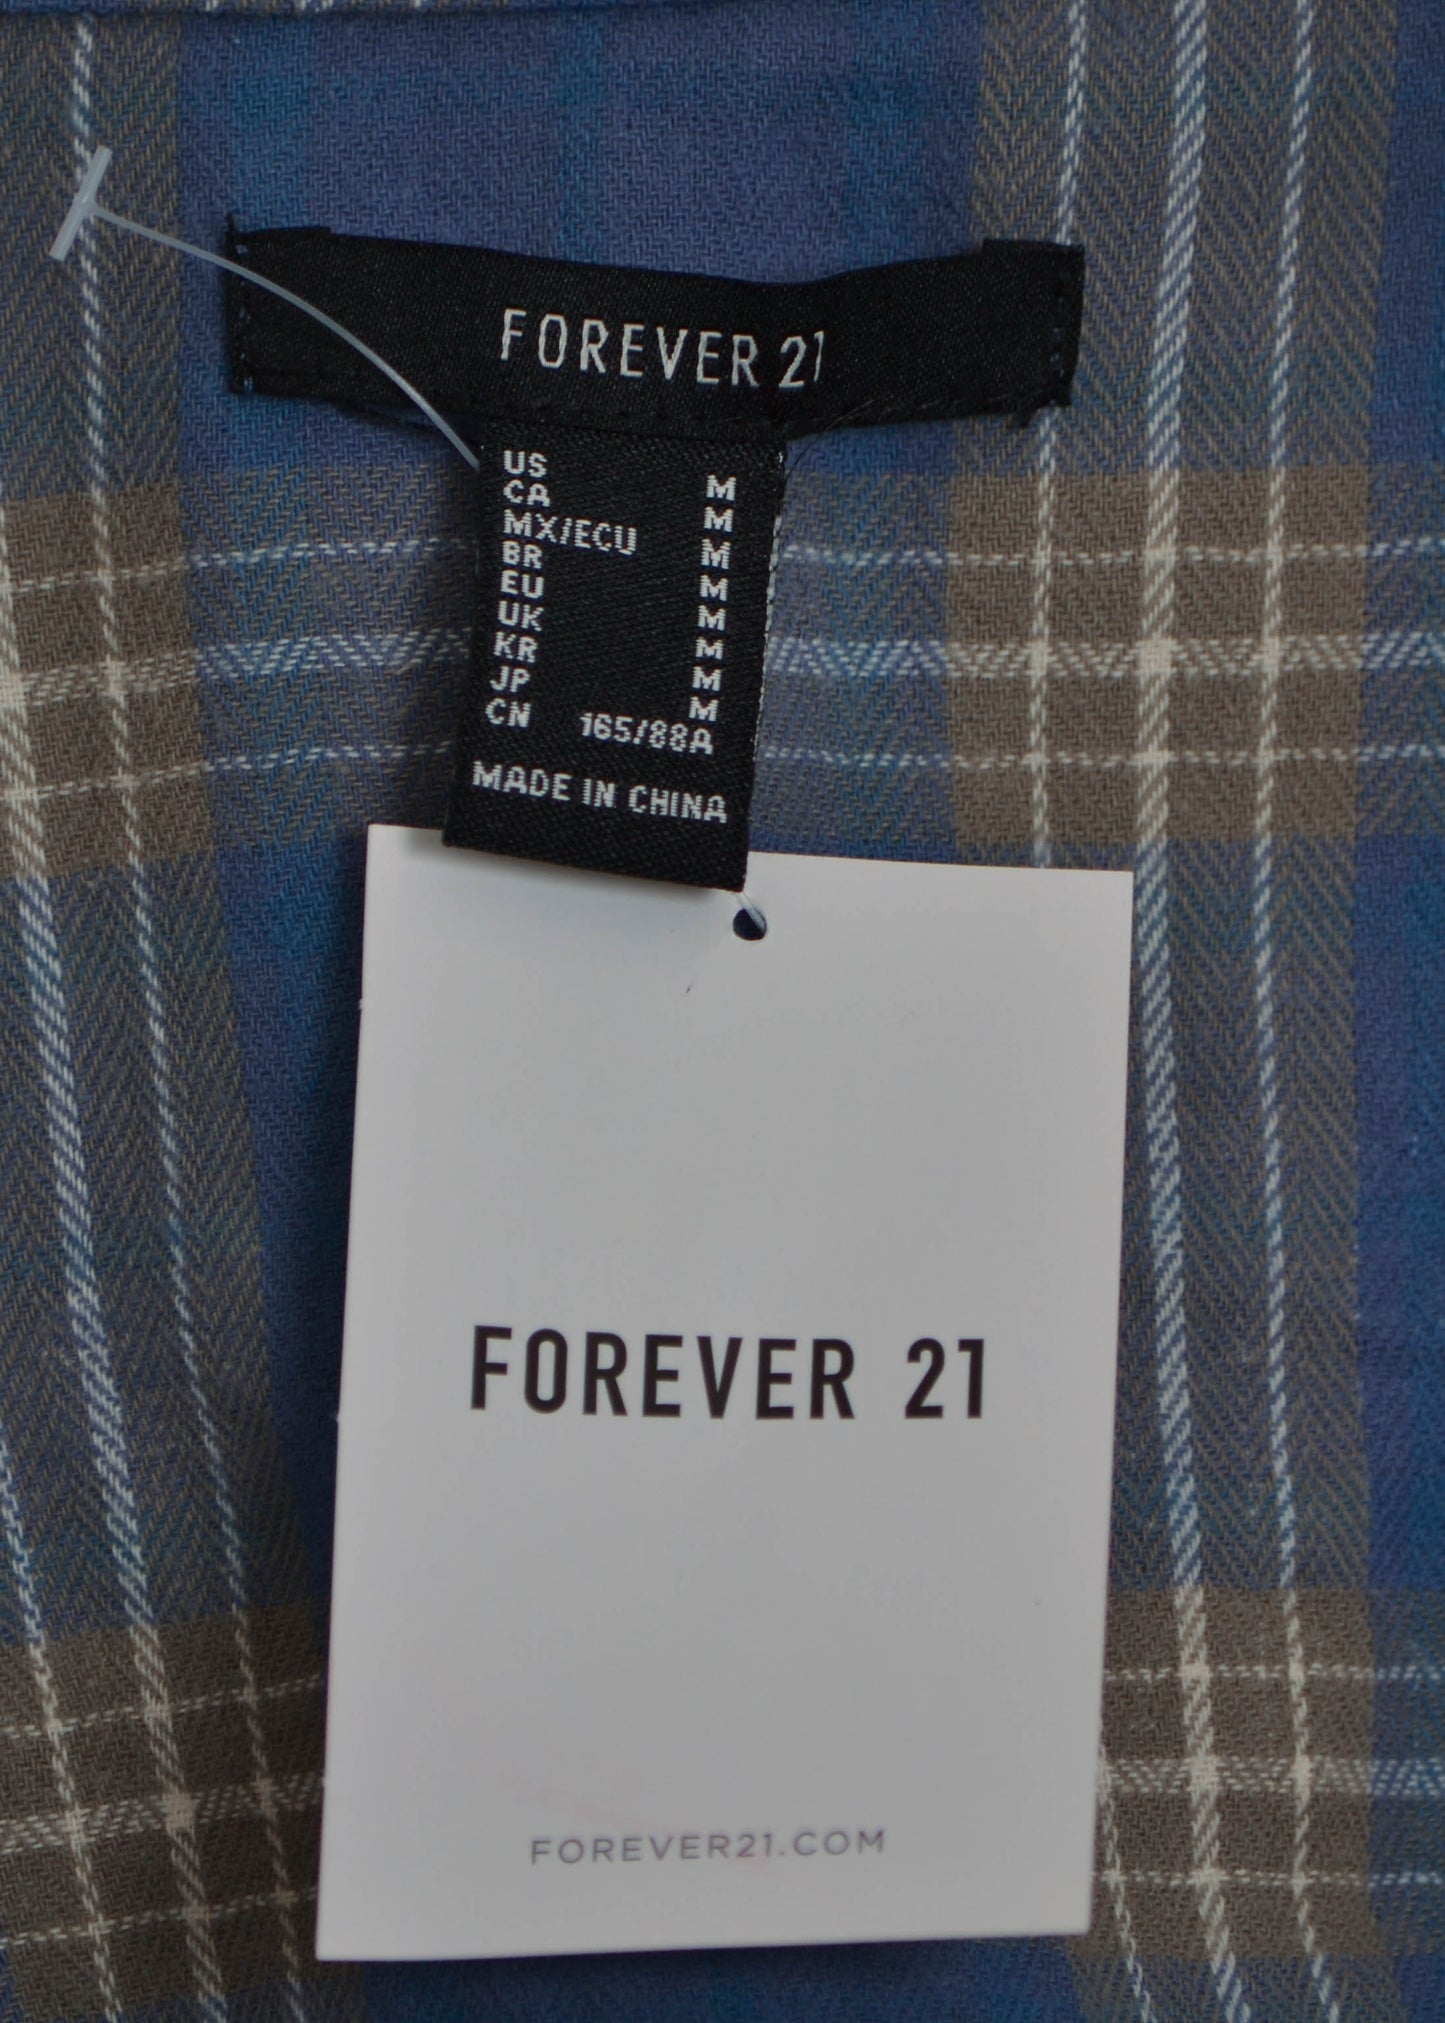 FOREVER 21
US M
CA M
MX/ECU M
BR M
EU M
UK M
KR M
JP M
CN 165/88A
MADE IN CHINA
FOREVER 21
FOREVER21.COM